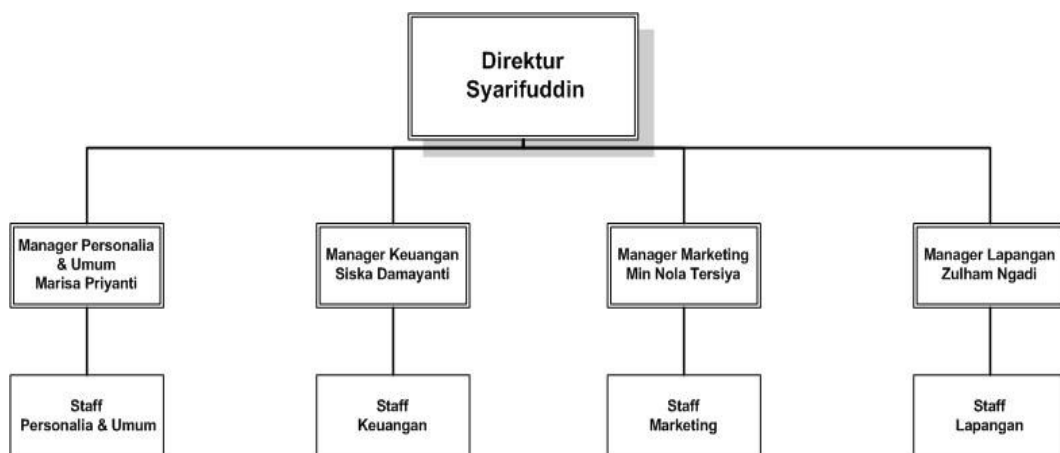 Direktur
Syarifuddin
Manager Personalia
& Umum
Marisa Priyanti
Manager Keuangan
Siska Damayanti
Manager Marketing
Min Nola Tersiya
Manager Lapangan
Zulham Ngadi
Staff
Personalia & Umum
Staff
Keuangan
Staff
Marketing
Staff
Lapangan